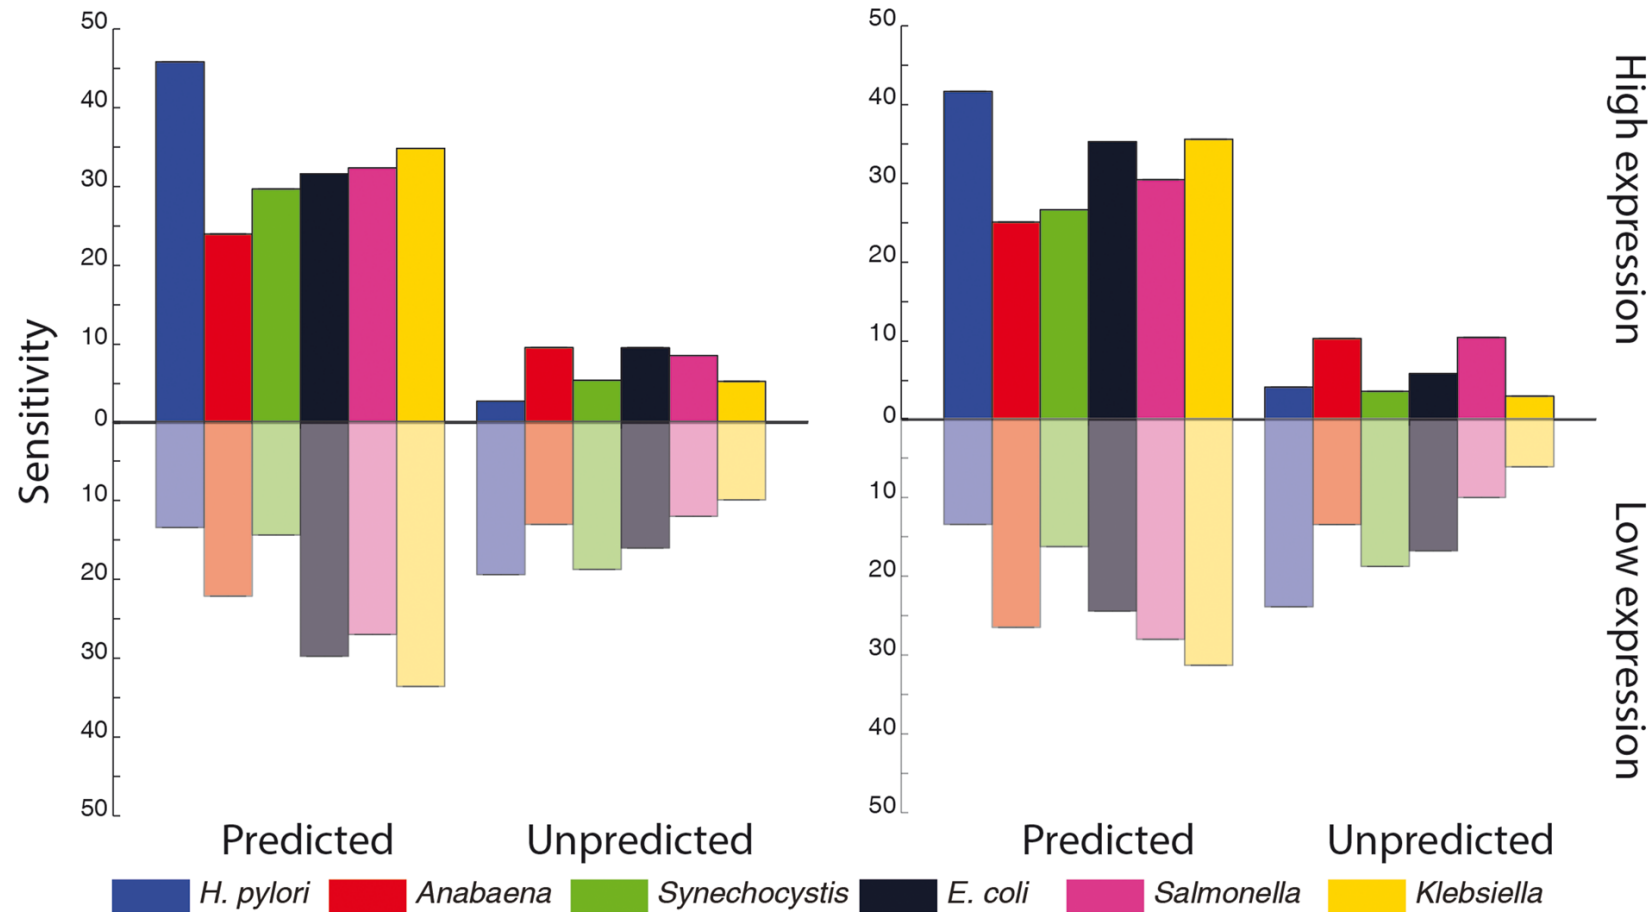 Sensitivity
50
40
30
20
10
0
10
20
30
40
50
Predicted
Unpredicted
50
40
30
20
10
0
10
20
30
40
50
Predicted
Unpredicted
High expression
Low expression
H. pylori
Anabaena
Synechocystis
E. coli
Salmonella
Klebsiella